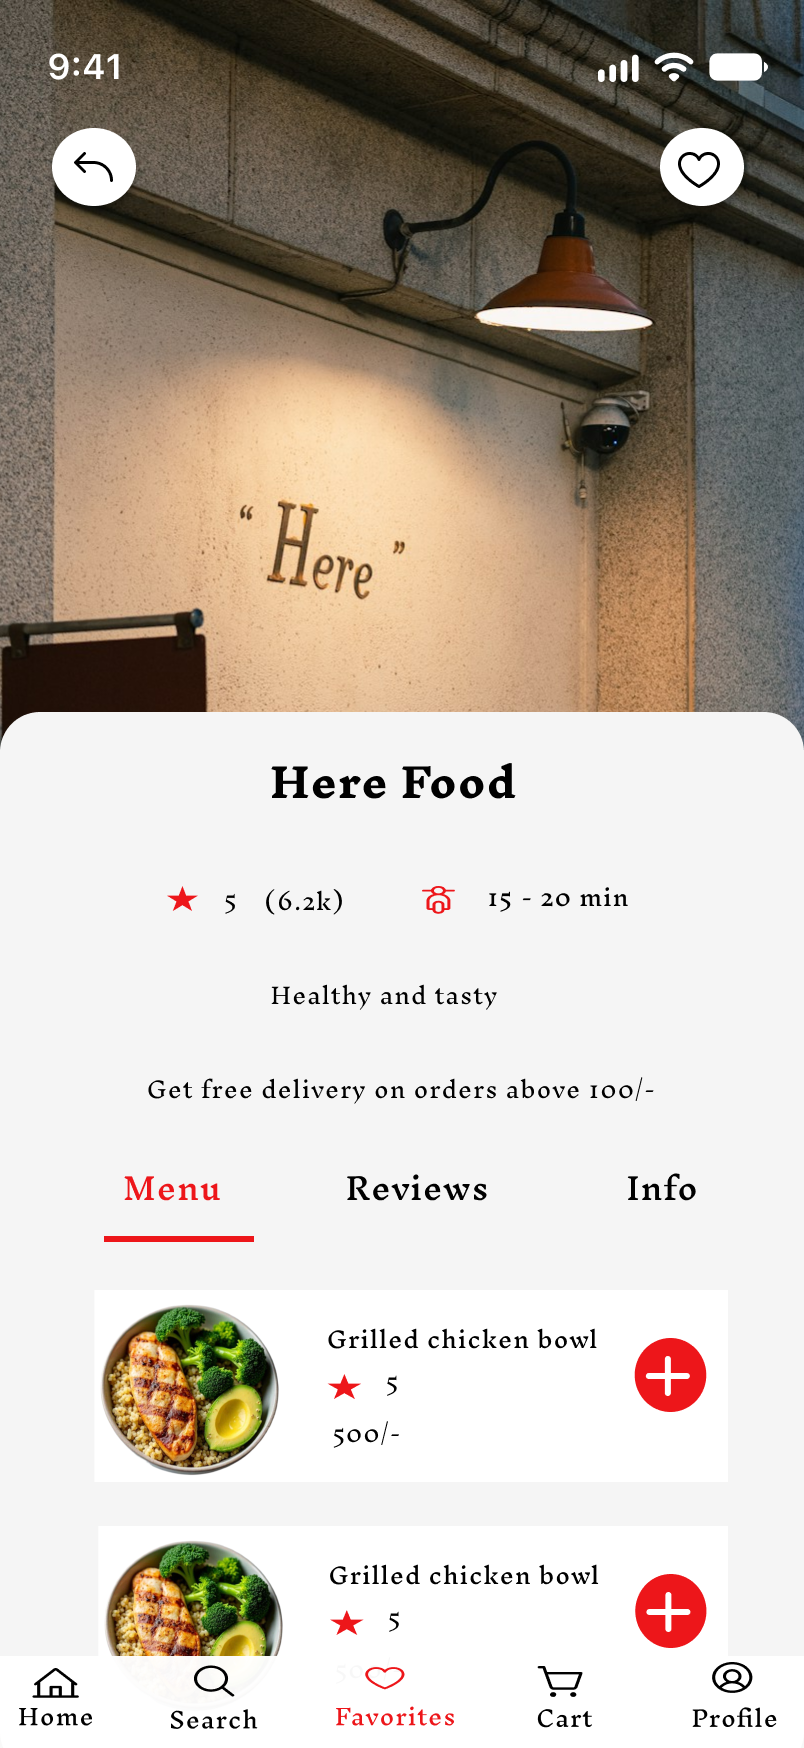 9:41
“ Here ”
Here Food
5 (6.2k) 15 - 20 min
Healthy and tasty
Get free delivery on orders above 100/-
Menu Reviews Info
Grilled chicken bowl
5
500/-
Grilled chicken bowl
5
Home Search Favorites Cart Profile